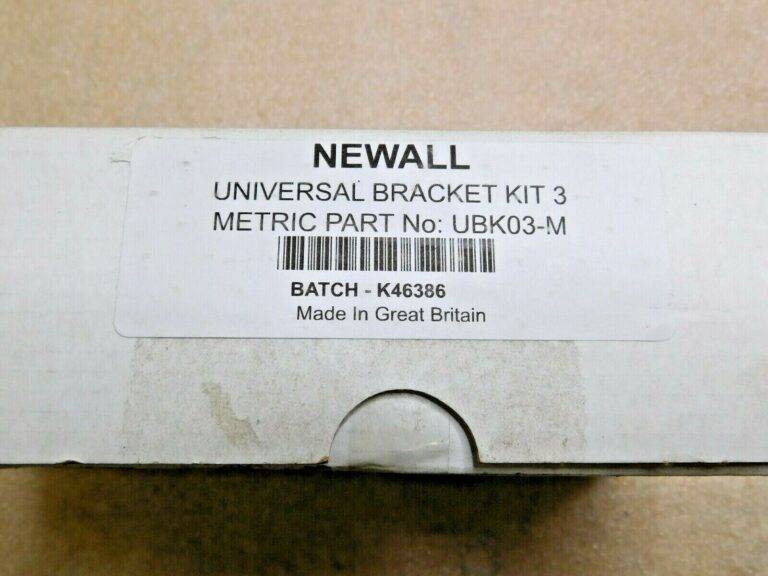 NEWALL
UNIVERSAL BRACKET KIT 3
METRIC PART No: UBK03-M
BATCH - K46386
Made In Great Britain